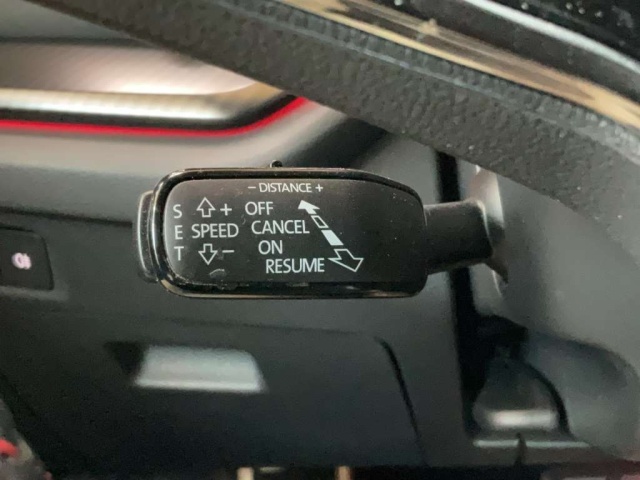 - DISTANCE +
S + OFF
E SPEED CANCEL
T - ON
RESUME